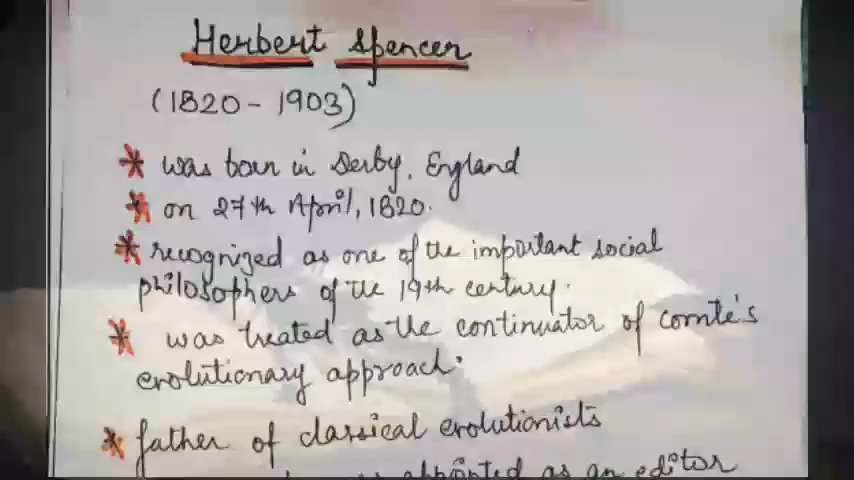 Herbert Spencer
(1820 - 1903)
* was born in Derby, England
* on 27th April, 1820.
* recognized as one of the important social
philosophers of the 19th century.
* was treated as the continuator of comte's
evolutionary approach.
* father of classical evolutionists
appointed as an editor